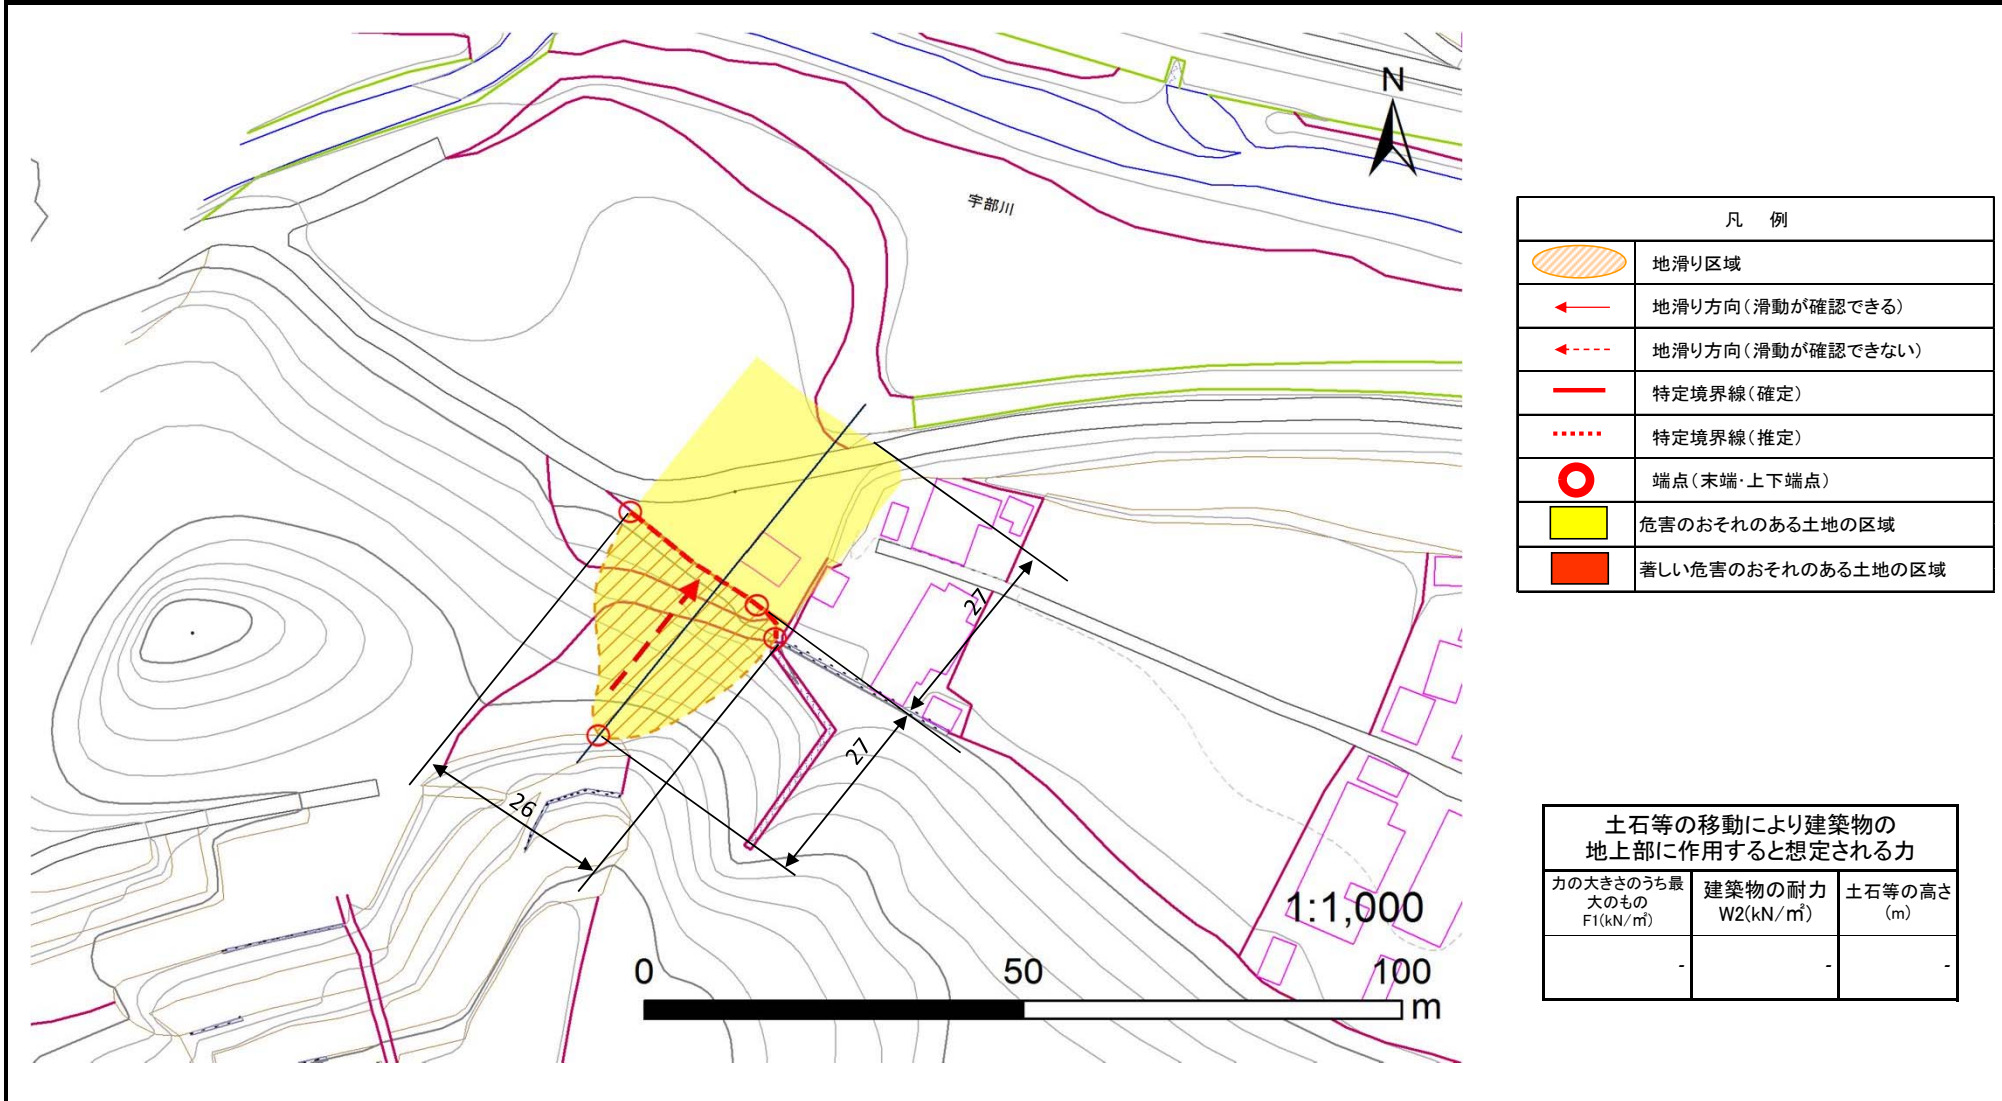 N
宇部川
27
27
26
1:1,000
0
50
100
m
凡 例
地滑り区域
地滑り方向(滑動が確認できる)
地滑り方向(滑動が確認できない)
特定境界線(確定)
特定境界線(推定)
端点(末端・上下端点)
危害のおそれのある土地の区域
著しい危害のおそれのある土地の区域
土石等の移動により建築物の
地上部に作用すると想定される力
力の大きさのうち最
大のもの
F1(kN/㎡)
建築物の耐力
W2(kN/㎡)
土石等の高さ
(m)
-
-
-